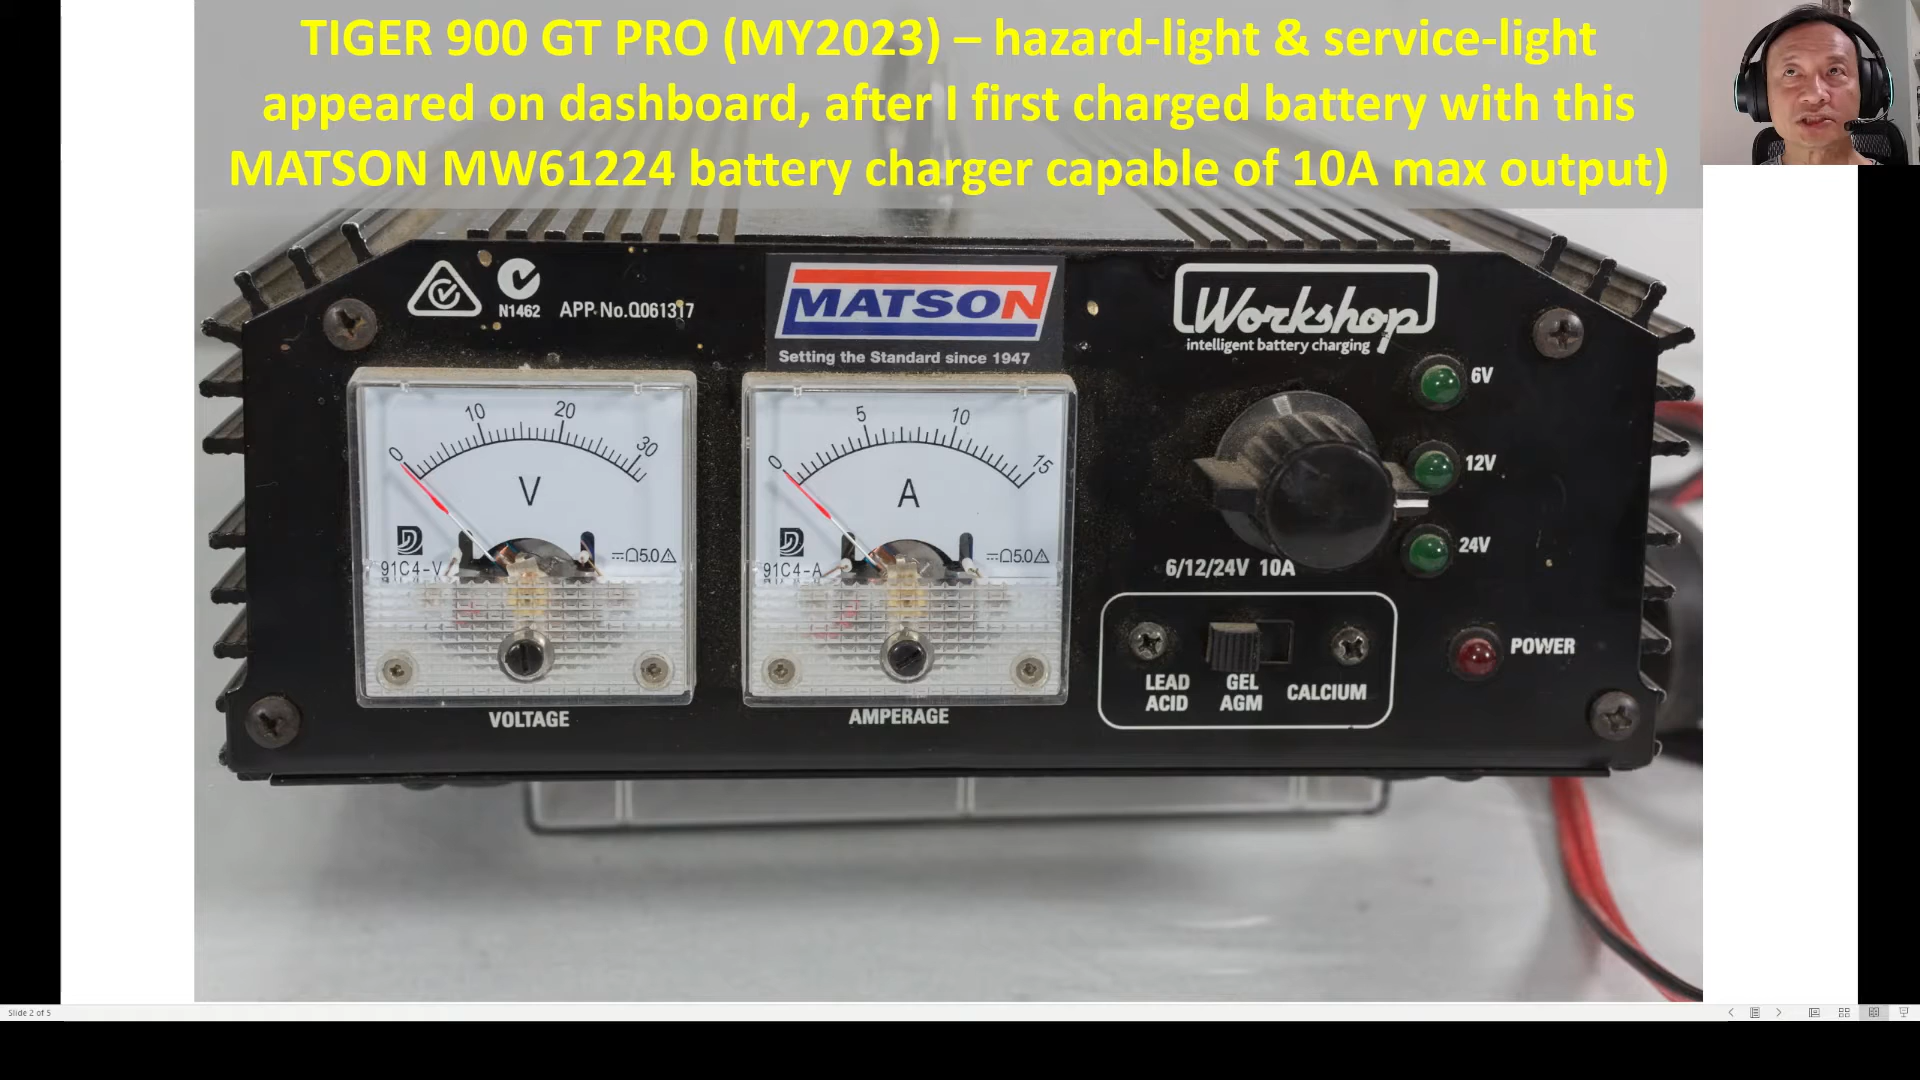 TIGER 900 GT PRO (MY2023) – hazard-light & service-light
appeared on dashboard, after I first charged battery with this
MATSON MW61224 battery charger capable of 10A max output)
N1462
APP No.Q061317
MATSON
Setting the Standard since 1947
Workshop
intelligent battery charging
6V
12V
24V
6/12/24V 10A
0 10 20 30
V
91C4-V
5.0
VOLTAGE
0 5 10 15
A
91C4-A
5.0
AMPERAGE
LEAD ACID
GEL AGM
CALCIUM
POWER
Slide 2 of 5